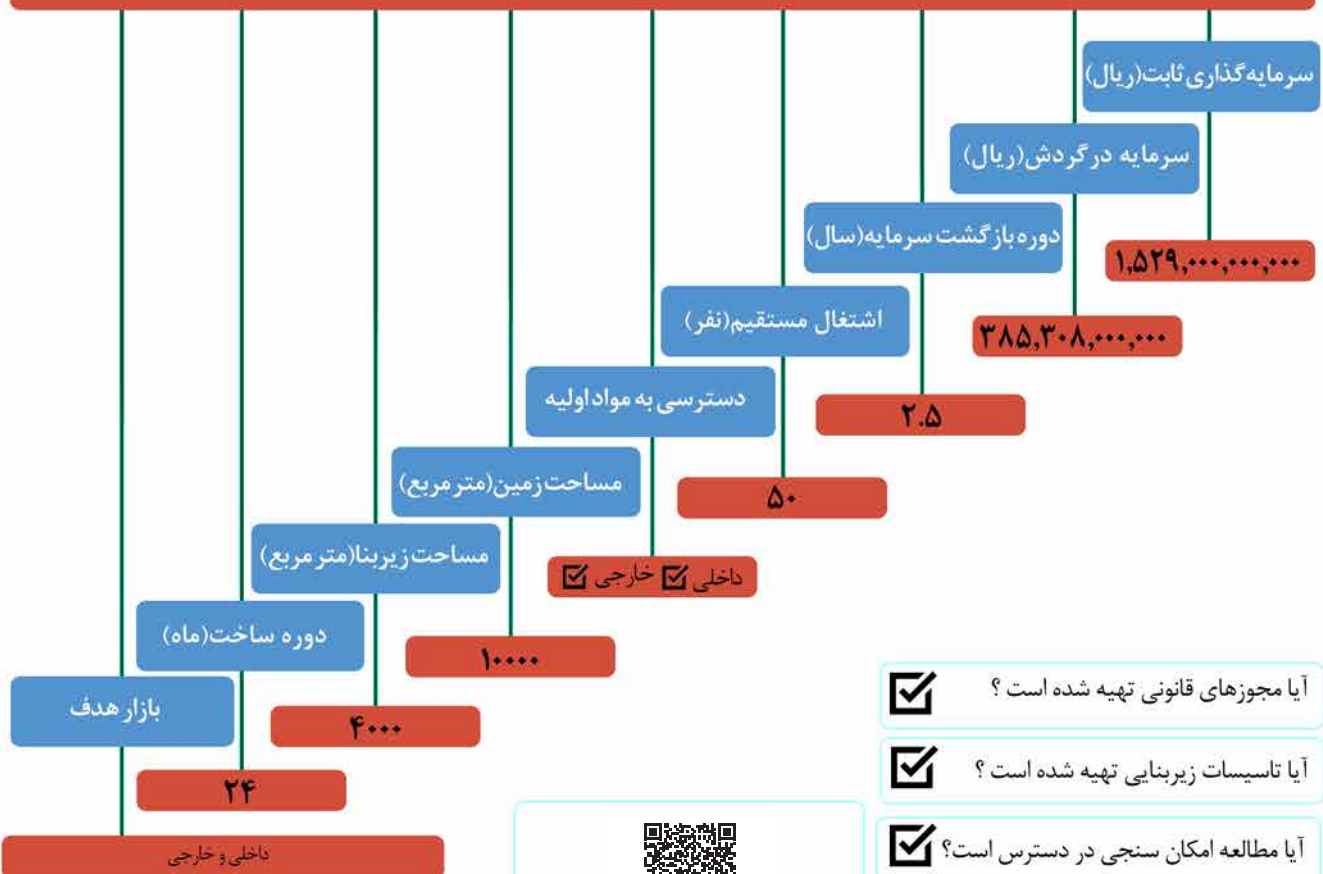 سرمایه‌گذاری ثابت(ریال)
۱,۵۲۹,۰۰۰,۰۰۰,۰۰۰
سرمایه در گردش(ریال)
۳۸۵,۳۰۸,۰۰۰,۰۰۰
دوره بازگشت سرمایه(سال)
۲.۵
اشتغال مستقیم(نفر)
۵۰
دسترسی به مواد اولیه
داخلی ☑ خارجی ☑
مساحت زمین(متر مربع)
۱۰۰۰۰
مساحت زیربنا(متر مربع)
۴۰۰۰
دوره ساخت(ماه)
۲۴
بازار هدف
داخلی و خارجی
آیا مجوزهای قانونی تهیه شده است ؟ ☑
آیا تاسیسات زیربنایی تهیه شده است ؟ ☑
آیا مطالعه امکان سنجی در دسترس است؟ ☑